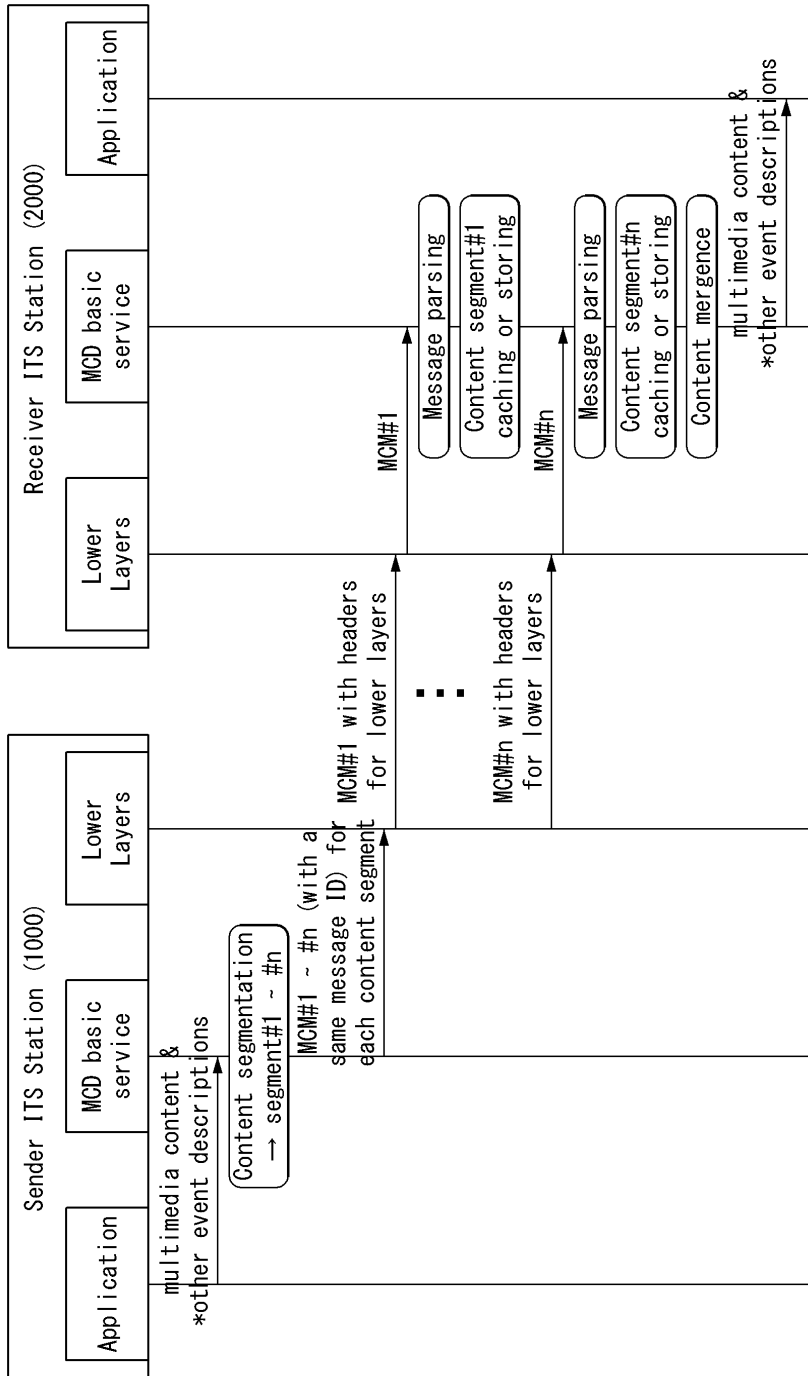 Sender ITS Station (1000)
Application
MCD basic
service
Lower
Layers
Receiver ITS Station (2000)
Lower
Layers
MCD basic
service
Application
multimedia content &
*other event descriptions
Content segmentation
→ segment#1 ~ #n
MCM#1 ~ #n (with a
same message ID) for
each content segment
MCM#1 with headers
for lower layers
MCM#1
Message parsing
Content segment#1
caching or storing
MCM#n with headers
for lower layers
MCM#n
Message parsing
Content segment#n
caching or storing
Content mergence
multimedia content &
*other event descriptions